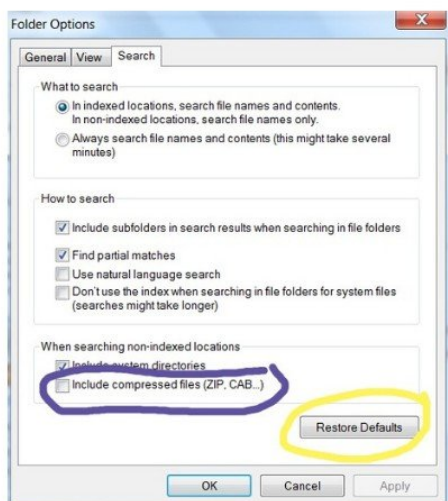 Folder Options
General View Search
What to search
In indexed locations, search file names and contents.
In non-indexed locations, search file names only.
Always search file names and contents (this might take several
minutes)
How to search
Include subfolders in search results when searching in file folders
Find partial matches
Use natural language search
Don't use the index when searching in file folders for system files
(searches might take longer)
When searching non-indexed locations
Include system directories
Include compressed files (ZIP, CAB...)
Restore Defaults
OK Cancel Apply